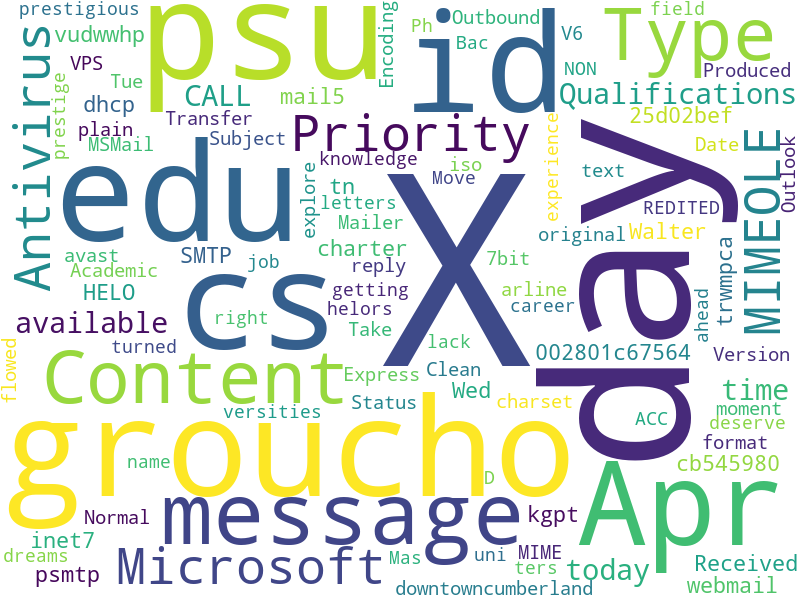 prestigious
psu
id
Encoding
Ph
Outbound
Bac
V6
Type
field
Produced
vudwwhp
VPS
Tue
dhcp
plain
MSMail
prestige
Antivirus
CALL
Transfer
Subject
mail5
NON
Qualifications
25d02bef
Date
Outlook
Priority
knowledge
iso
Move
experience
text
REDITED
MIMEOLE
edu
explore
tn
letters
Mailer
charter
reply
getting
helors
Take
X
day
original
Walter
trwmpca
7bit
arline
career
ahead
avast
Academic
HELO
SMTP
job
cs
right
available
turned
lack
Clean
002801c67564
Version
flowed
Content
Express
Wed
Status
charset
ACC
time
moment
deserve
format
versities
groucho
name
D
cb545980
Apr
message
Normal
kgpt
inet7
dreams
psmtp
Microsoft
Mas
uni
MIME
ters
today
Received
webmail
downtowncumberland